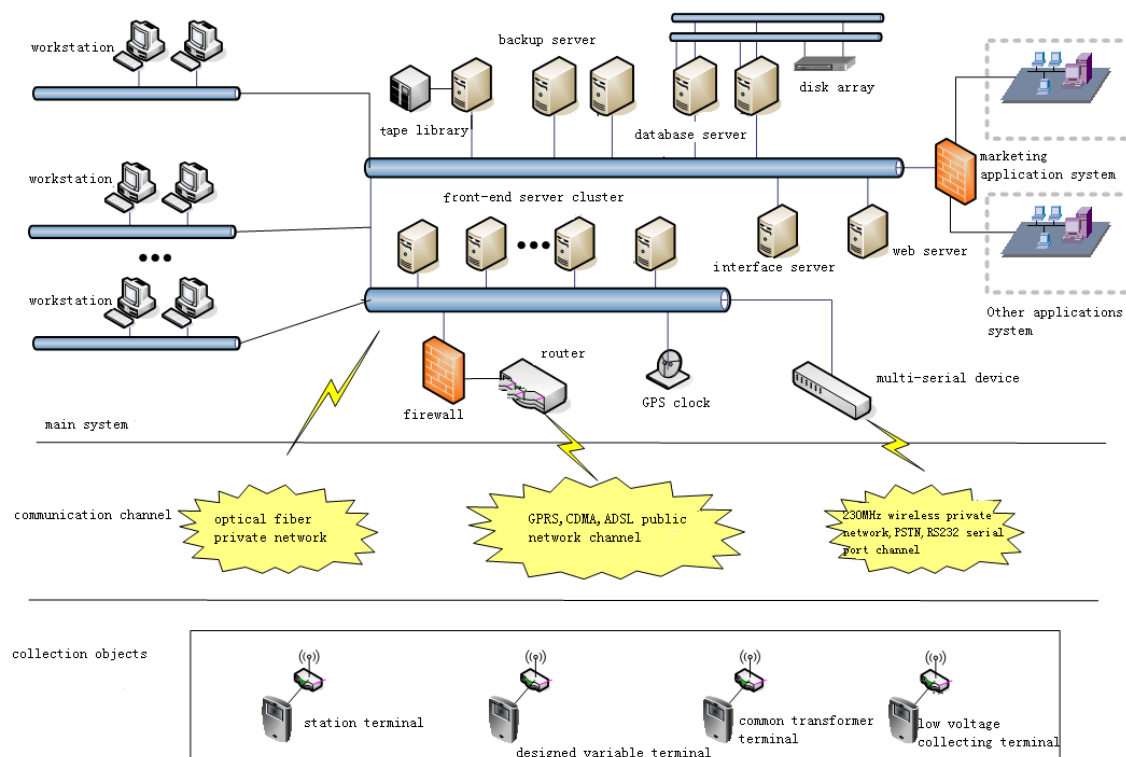 workstation
backup server
disk array
tape library
database server
marketing
application system
workstation
front-end server cluster
interface server
web server
workstation
Other applications
system
router
multi-serial device
firewall
GPS clock
main system
communication channel
optical fiber
private network
GPRS,CDMA,ADSL public
network channel
230MHz wireless private
network,PSTN,RS232 serial
port channel
collection objects
station terminal
designed variable terminal
common transformer
terminal
low voltage
collecting terminal